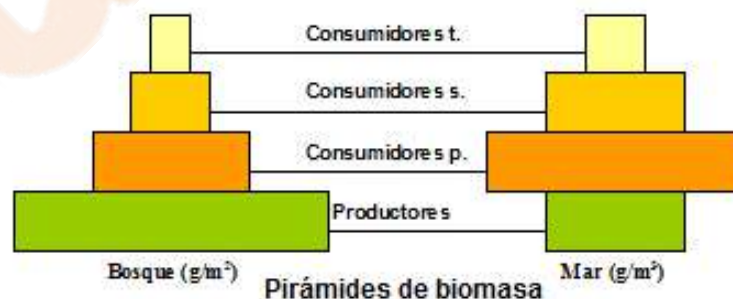 Consumidores t.
Consumidores s.
Consumidores p.
Productores
Bosque (g/m²)
Mar (g/m²)
Pirámides de biomasa